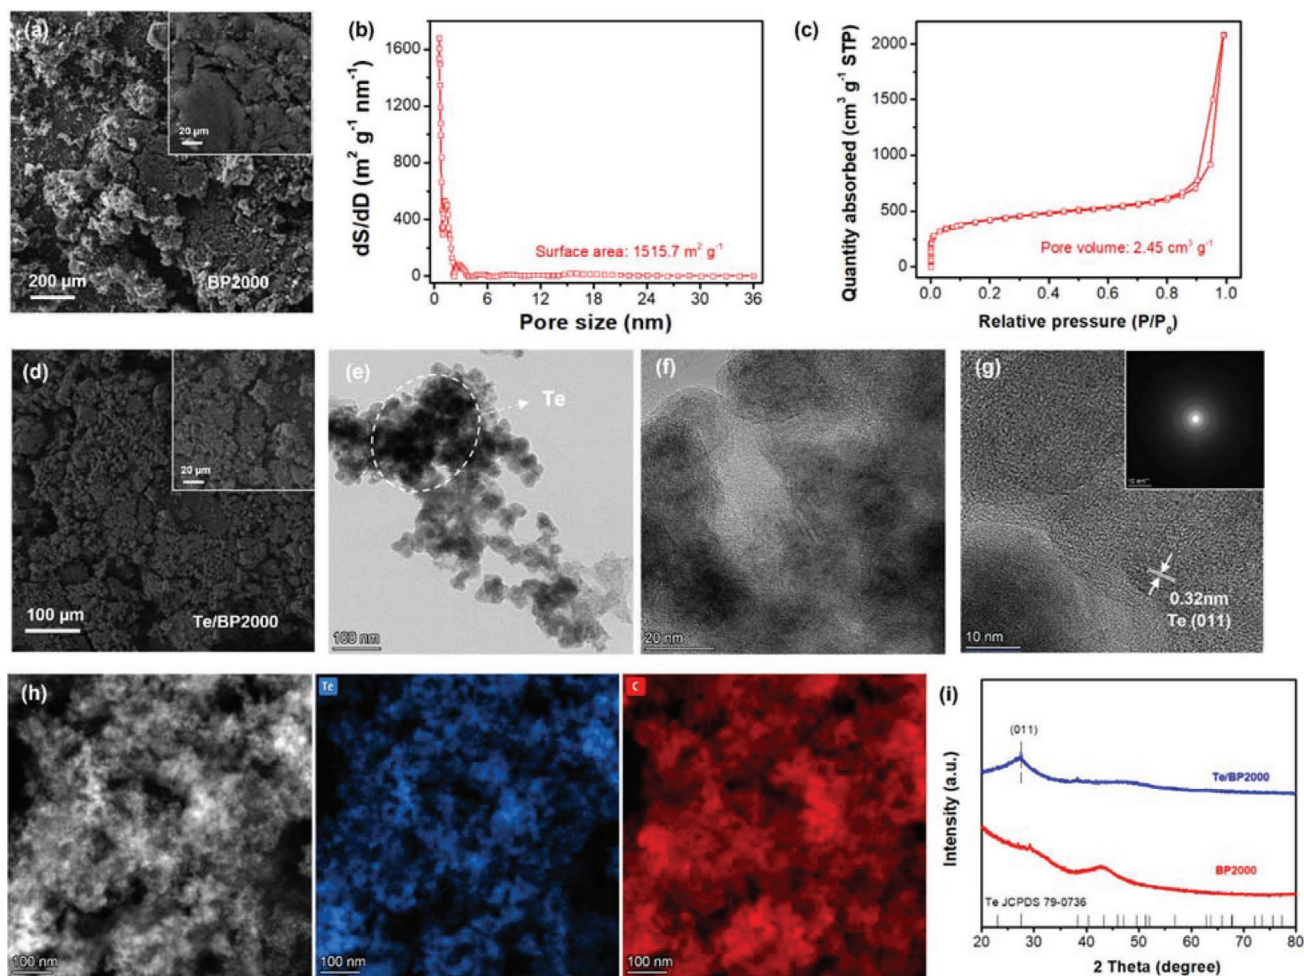 (a)
20 µm
200 µm
BP2000
(b)
1600
1200
800
400
0
dS/dD (m² g⁻¹ nm⁻¹)
Surface area: 1515.7 m² g⁻¹
0 6 12 18 24 30 36
Pore size (nm)
(c)
2000
1500
1000
500
0
Quantity absorbed (cm³ g⁻¹ STP)
Pore volume: 2.45 cm³ g⁻¹
0.0 0.2 0.4 0.6 0.8 1.0
Relative pressure (P/P₀)
(d)
20 µm
100 µm
Te/BP2000
(e)
Te
100 nm
(f)
20 nm
(g)
0.32nm
Te (011)
10 nm
(h)
100 nm
Te
100 nm
C
100 nm
(i)
Intensity (a.u.)
(011)
Te/BP2000
BP2000
Te JCPDS 79-0736
20 30 40 50 60 70 80
2 Theta (degree)